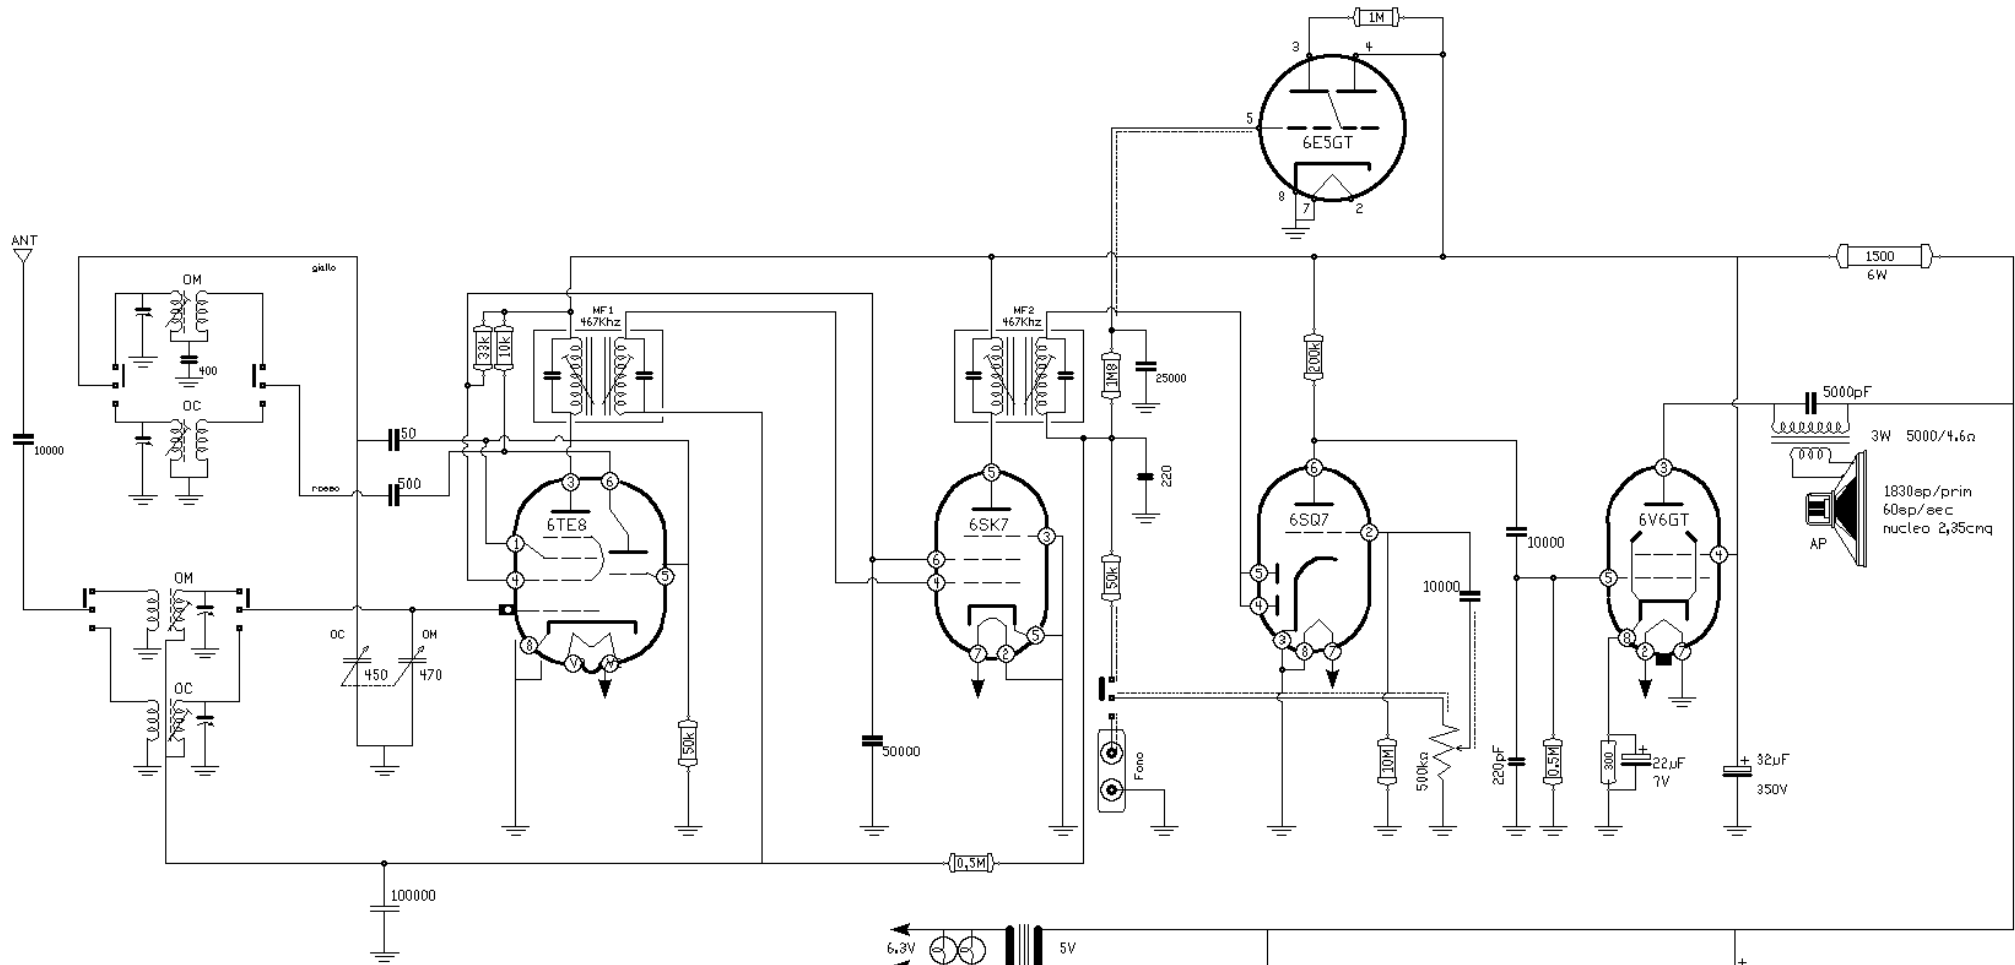 1M
3
4
5
6E5GT
8
7
2
ANT
giallo
OM
1500
6W
MF1
467Khz
MF2
467Khz
33k
10k
200k
400
1M8
25000
OC
5000pF
50
3W 5000/4.6Ω
10000
220
500
rosso
3
6
5
6
3
1830sp/prim
60sp/sec
nucleo 2,35cmq
6TE8
6SK7
6SQ7
6V6GT
AP
1
3
2
10000
4
6
5
5
4
5
4
50k
10000
4
5
OM
OC
OM
8
V
V
7
2
5
3
8
7
8
2
7
450
470
OC
50k
50000
Fono
10M
500kΩ
220pF
0.5M
300
+
22μF
7V
+
32μF
350V
0,5M
100000
6.3V
5V
+